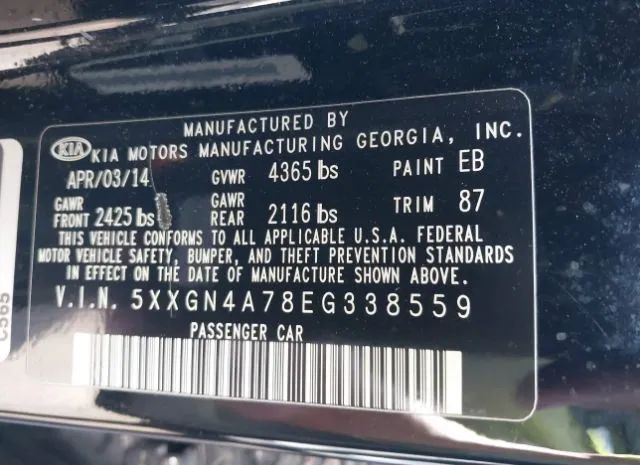 MANUFACTURED BY
KIA KIA MOTORS MANUFACTURING GEORGIA, INC.
APR/03/14 GVWR 4365 lbs PAINT EB
GAWR FRONT 2425 lbs GAWR REAR 2116 lbs TRIM 87
THIS VEHICLE CONFORMS TO ALL APPLICABLE U.S.A. FEDERAL
MOTOR VEHICLE SAFETY, BUMPER, AND THEFT PREVENTION STANDARDS
IN EFFECT ON THE DATE OF MANUFACTURE SHOWN ABOVE.
V.I.N. 5XXGN4A78EG338559
PASSENGER CAR
C565